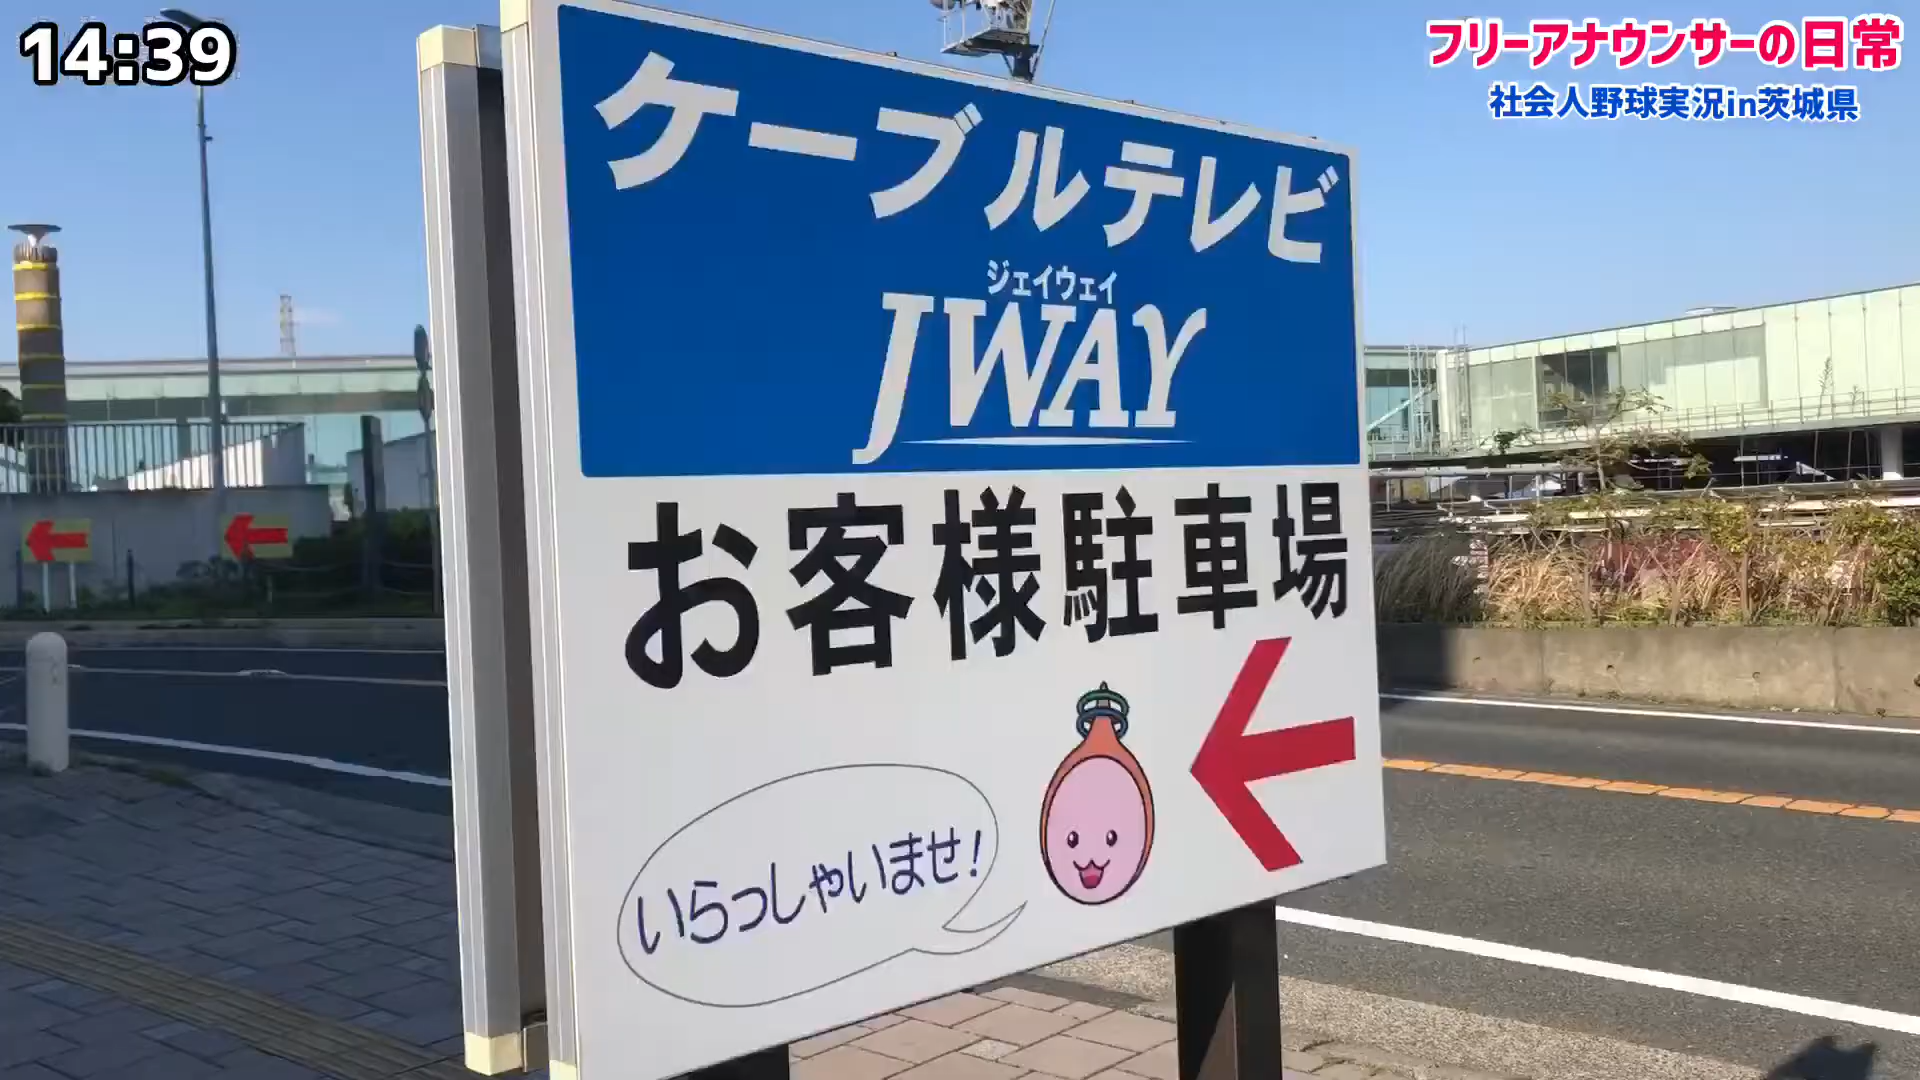 14:39
フリーアナウンサーの日常
社会人野球実況in茨城県
ケーブルテレビ
ジェイウェイ
JWAY
お客様駐車場
いらっしゃいませ!